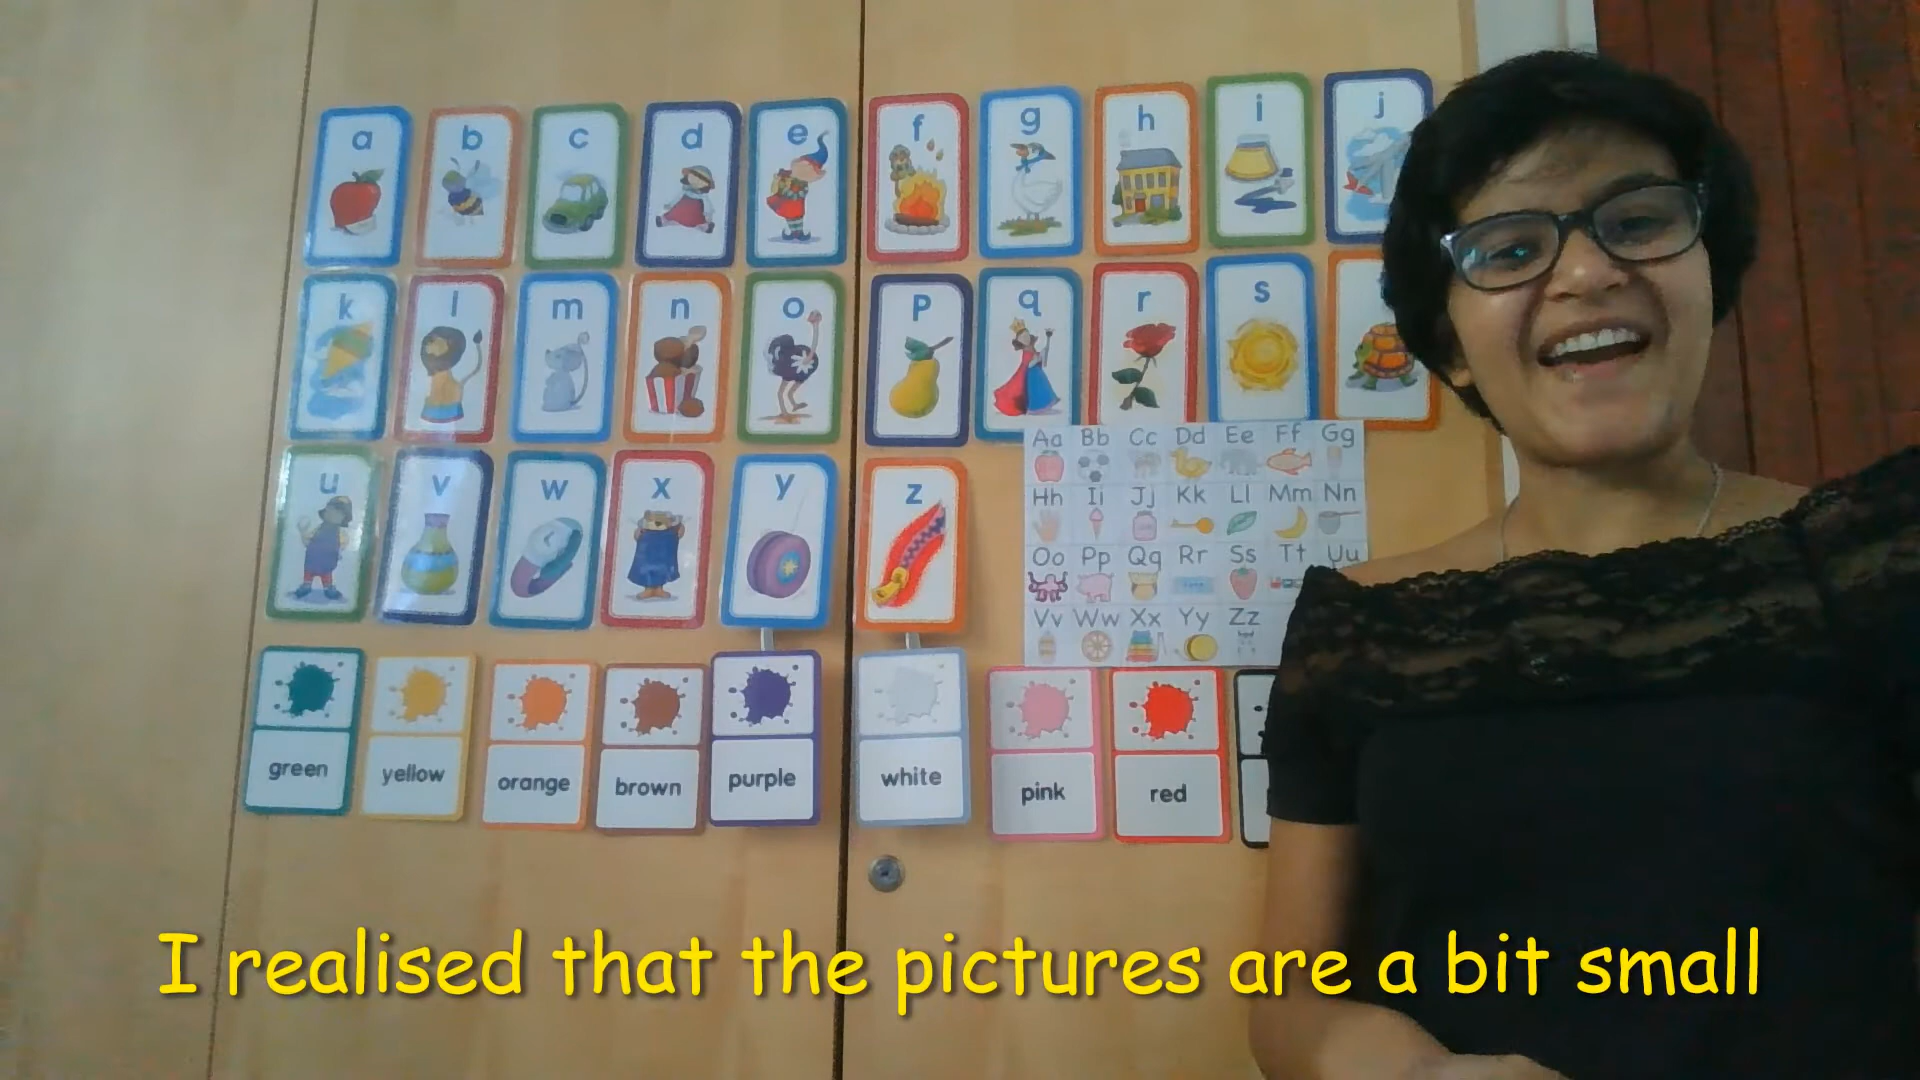 a b c d e f g h i j
k l m n o p q r s
u v w x y z
Aa Bb Cc Dd Ee Ff Gg
Hh Ii Jj Kk Ll Mm Nn
Oo Pp Qq Rr Ss Tt Uu
Vv Ww Xx Yy Zz
green yellow orange brown purple white pink red
I realised that the pictures are a bit small